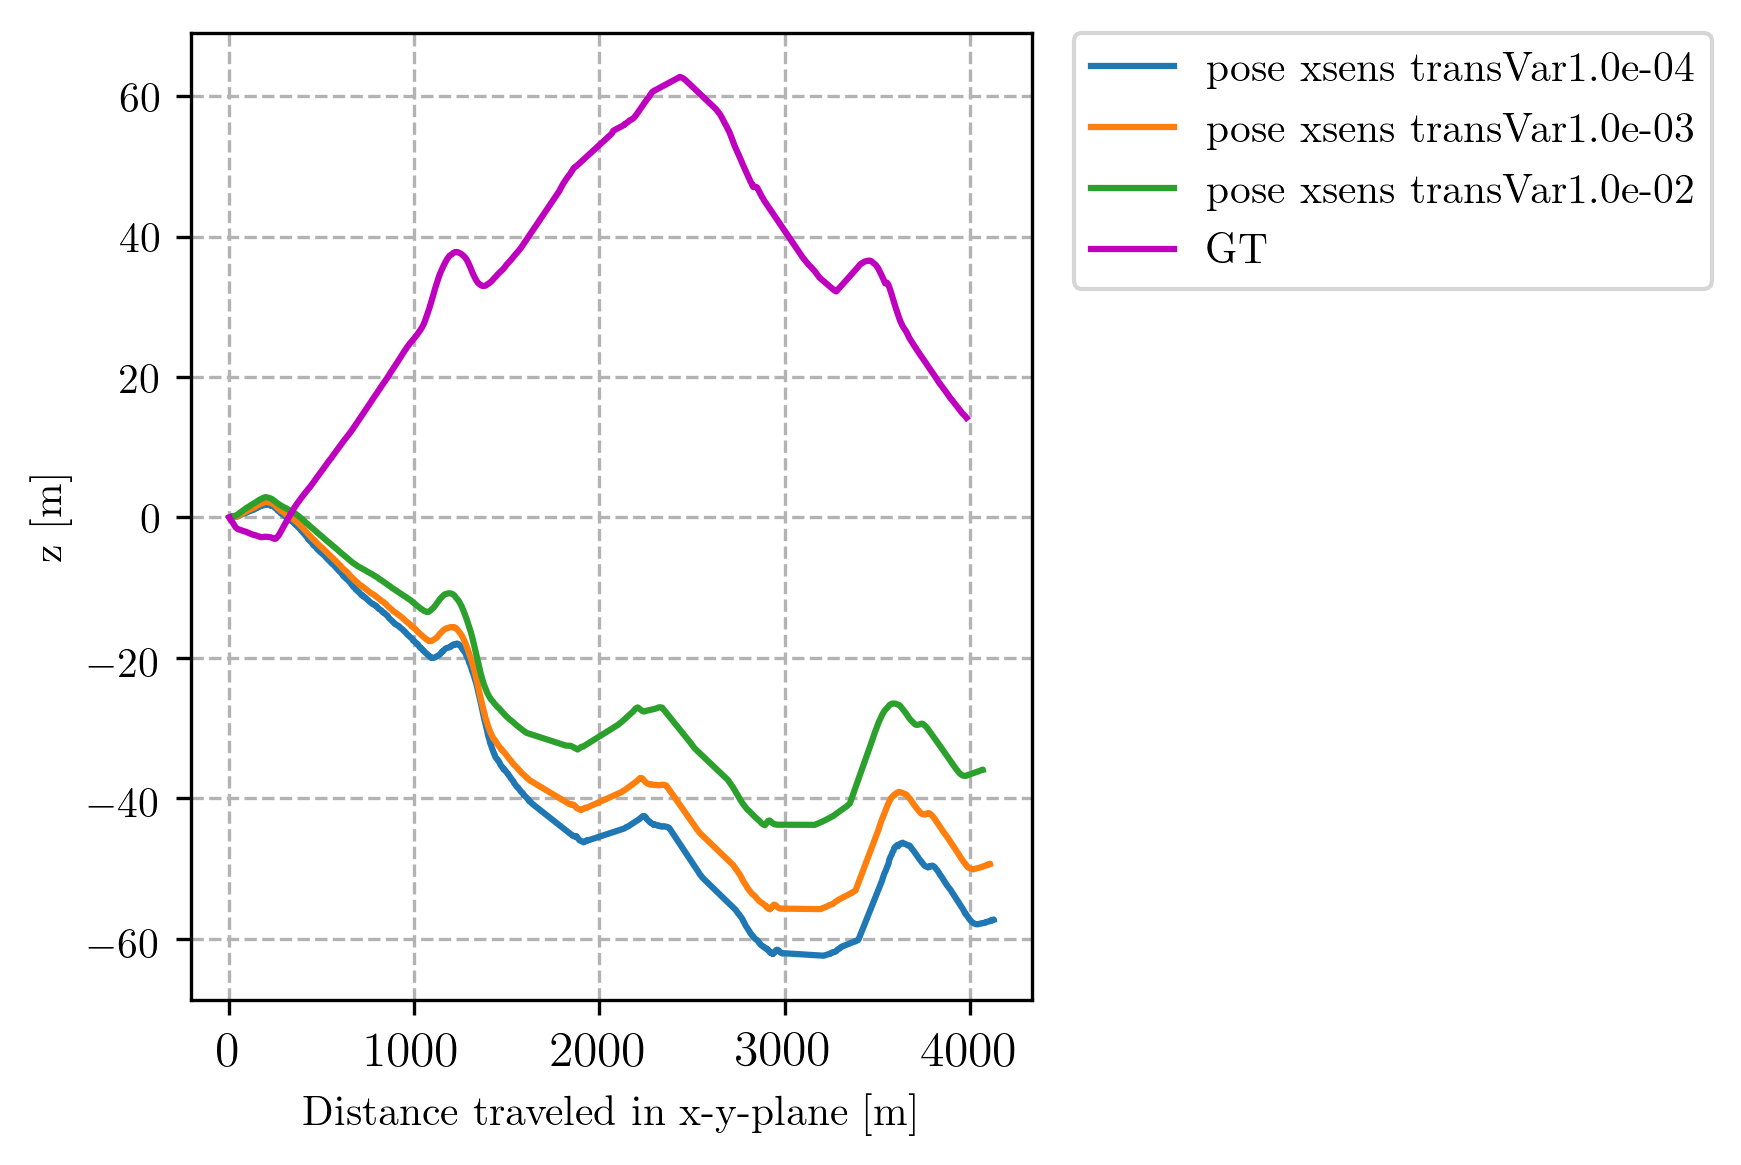 60
40
20
0
−20
−40
−60
z [m]
0 1000 2000 3000 4000
Distance traveled in x-y-plane [m]
pose xsens transVar1.0e-04
pose xsens transVar1.0e-03
pose xsens transVar1.0e-02
GT